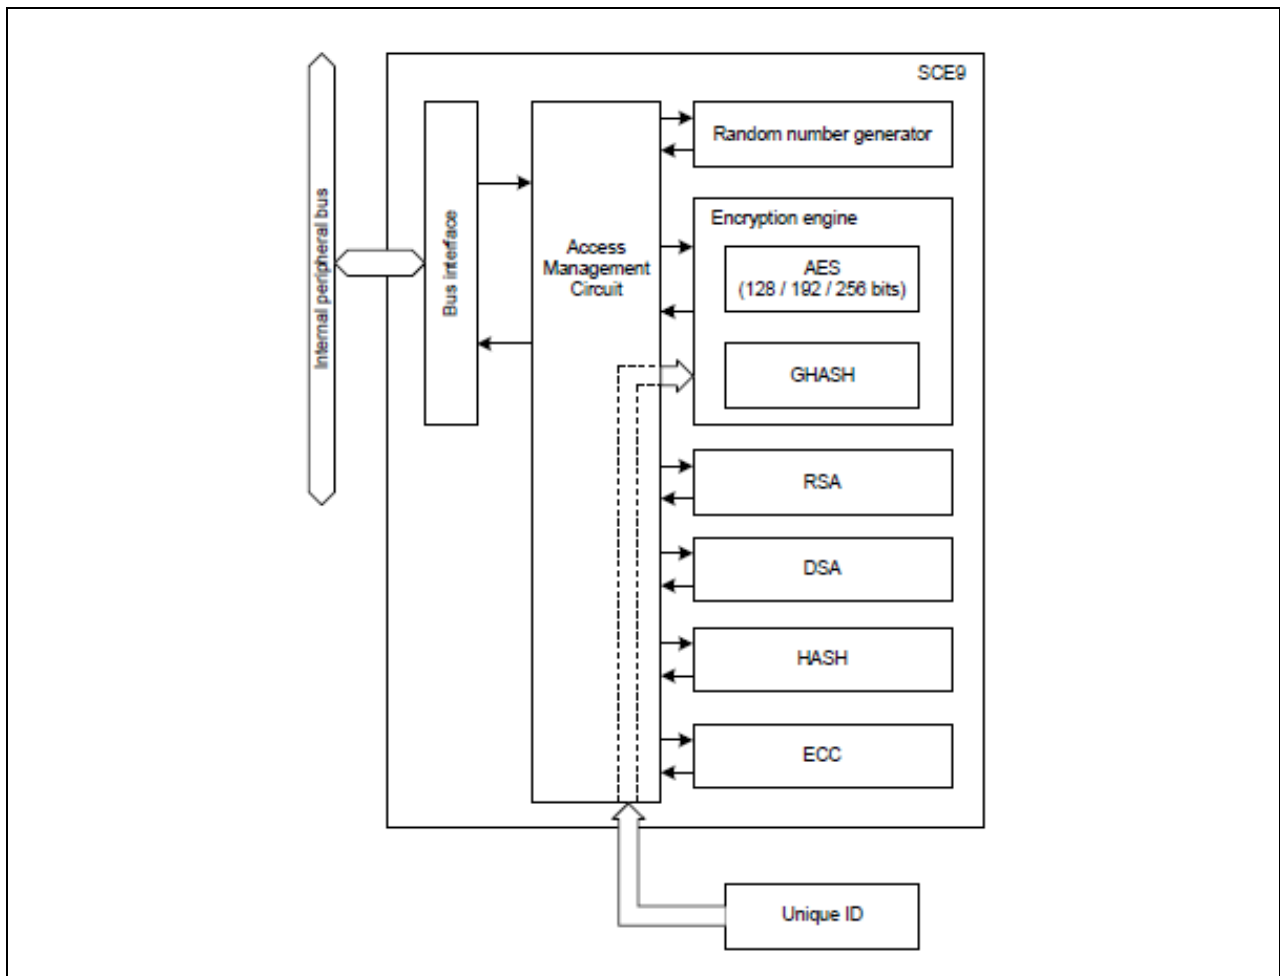 SCE9
Internal peripheral bus
Bus interface
Access
Management
Circuit
Random number generator
Encryption engine
AES
(128 / 192 / 256 bits)
GHASH
RSA
DSA
HASH
ECC
Unique ID